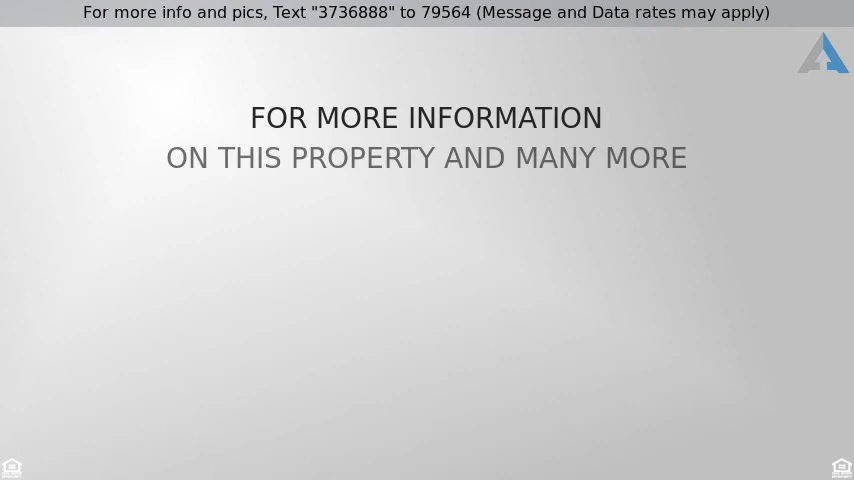 For more info and pics, Text "3736888" to 79564 (Message and Data rates may apply)
FOR MORE INFORMATION
ON THIS PROPERTY AND MANY MORE